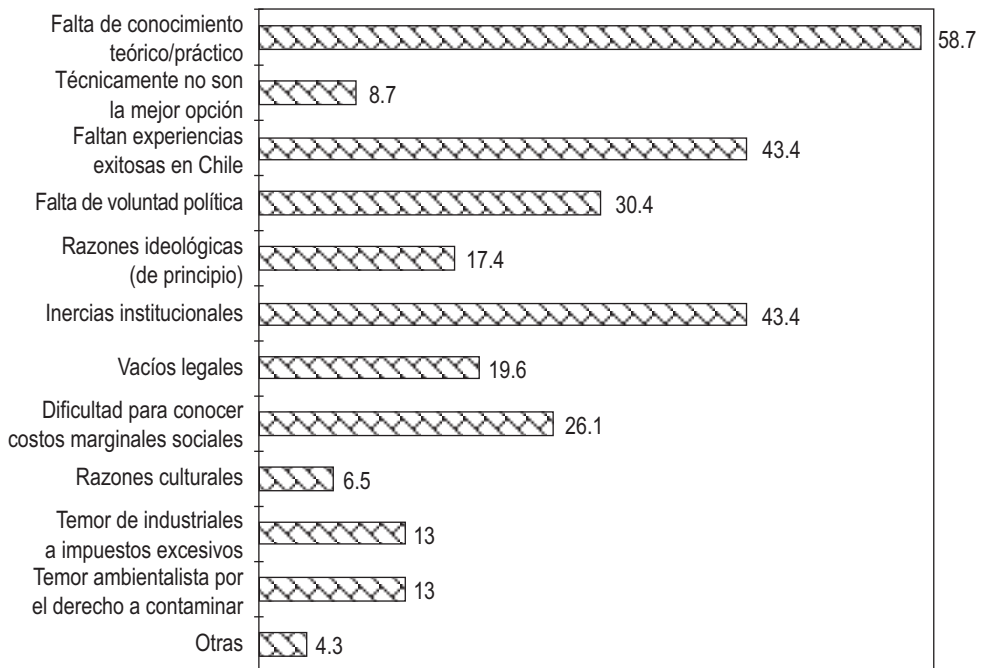 Falta de conocimiento
teórico/práctico
58.7
Técnicamente no son
la mejor opción
8.7
Faltan experiencias
exitosas en Chile
43.4
Falta de voluntad política
30.4
Razones ideológicas
(de principio)
17.4
Inercias institucionales
43.4
Vacíos legales
19.6
Dificultad para conocer
costos marginales sociales
26.1
Razones culturales
6.5
Temor de industriales
a impuestos excesivos
13
Temor ambientalista por
el derecho a contaminar
13
Otras
4.3